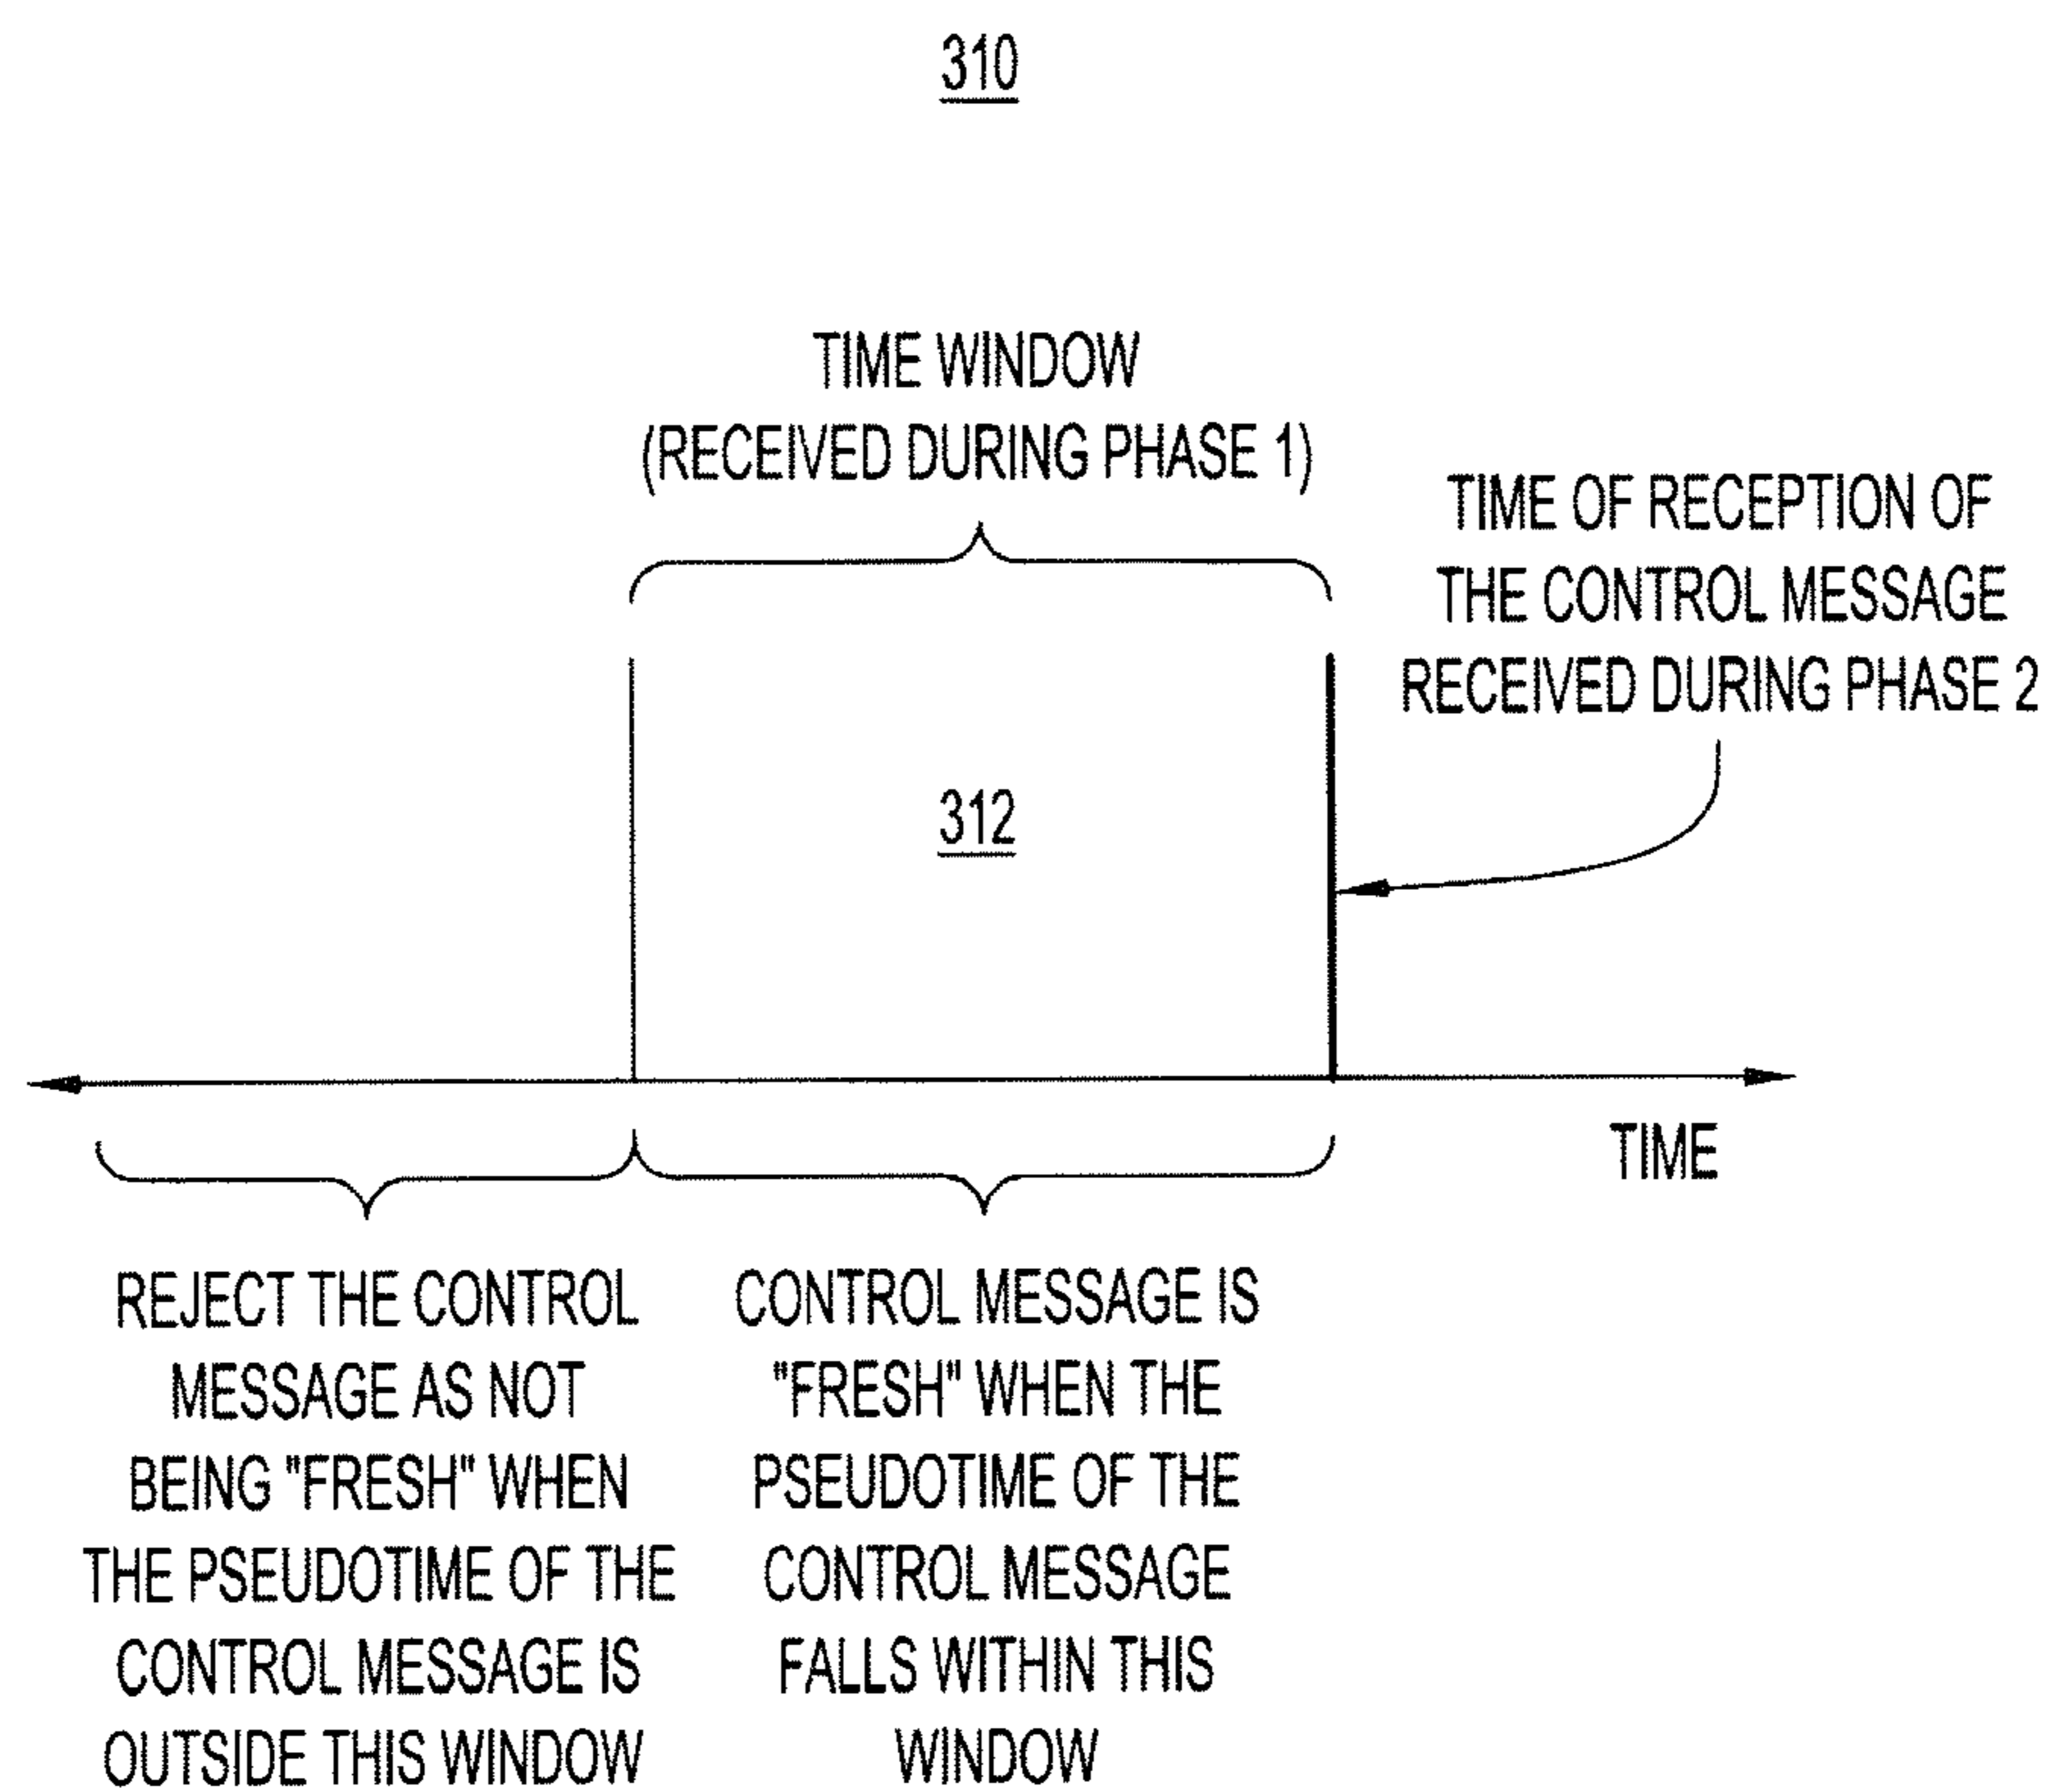 310
TIME WINDOW
(RECEIVED DURING PHASE 1)
TIME OF RECEPTION OF
THE CONTROL MESSAGE
RECEIVED DURING PHASE 2
312
TIME
REJECT THE CONTROL
MESSAGE AS NOT
BEING "FRESH" WHEN
THE PSEUDOTIME OF THE
CONTROL MESSAGE IS
OUTSIDE THIS WINDOW
CONTROL MESSAGE IS
"FRESH" WHEN THE
PSEUDOTIME OF THE
CONTROL MESSAGE
FALLS WITHIN THIS
WINDOW